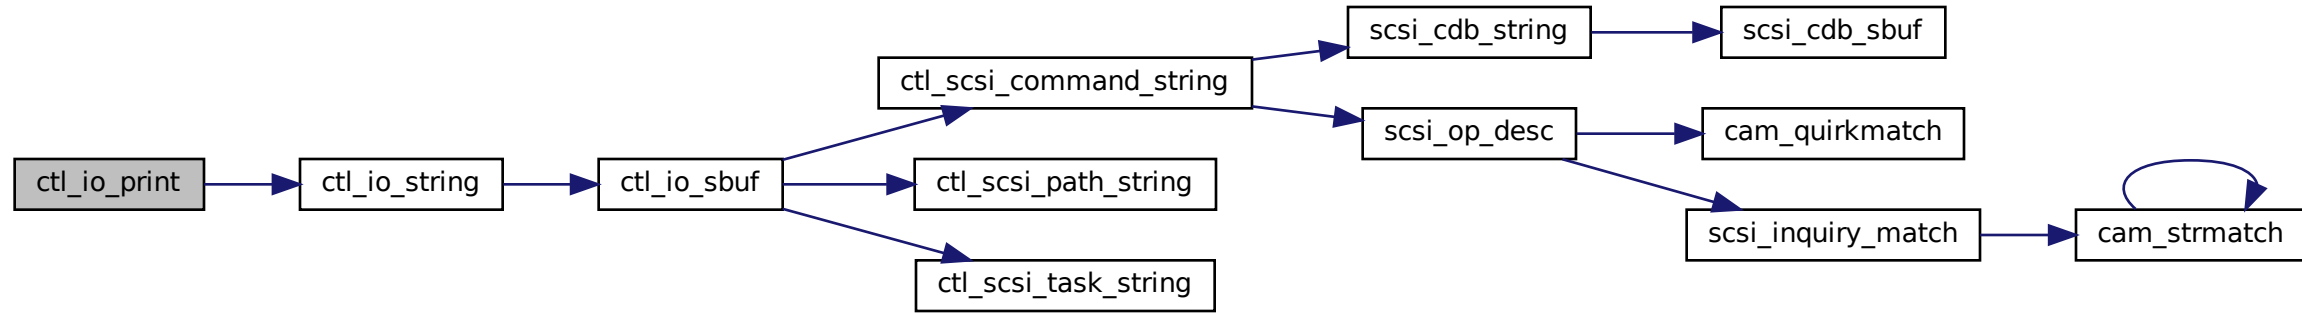 ctl_io_print
ctl_io_string
ctl_io_sbuf
ctl_scsi_command_string
ctl_scsi_path_string
ctl_scsi_task_string
scsi_cdb_string
scsi_op_desc
scsi_cdb_sbuf
cam_quirkmatch
scsi_inquiry_match
cam_strmatch